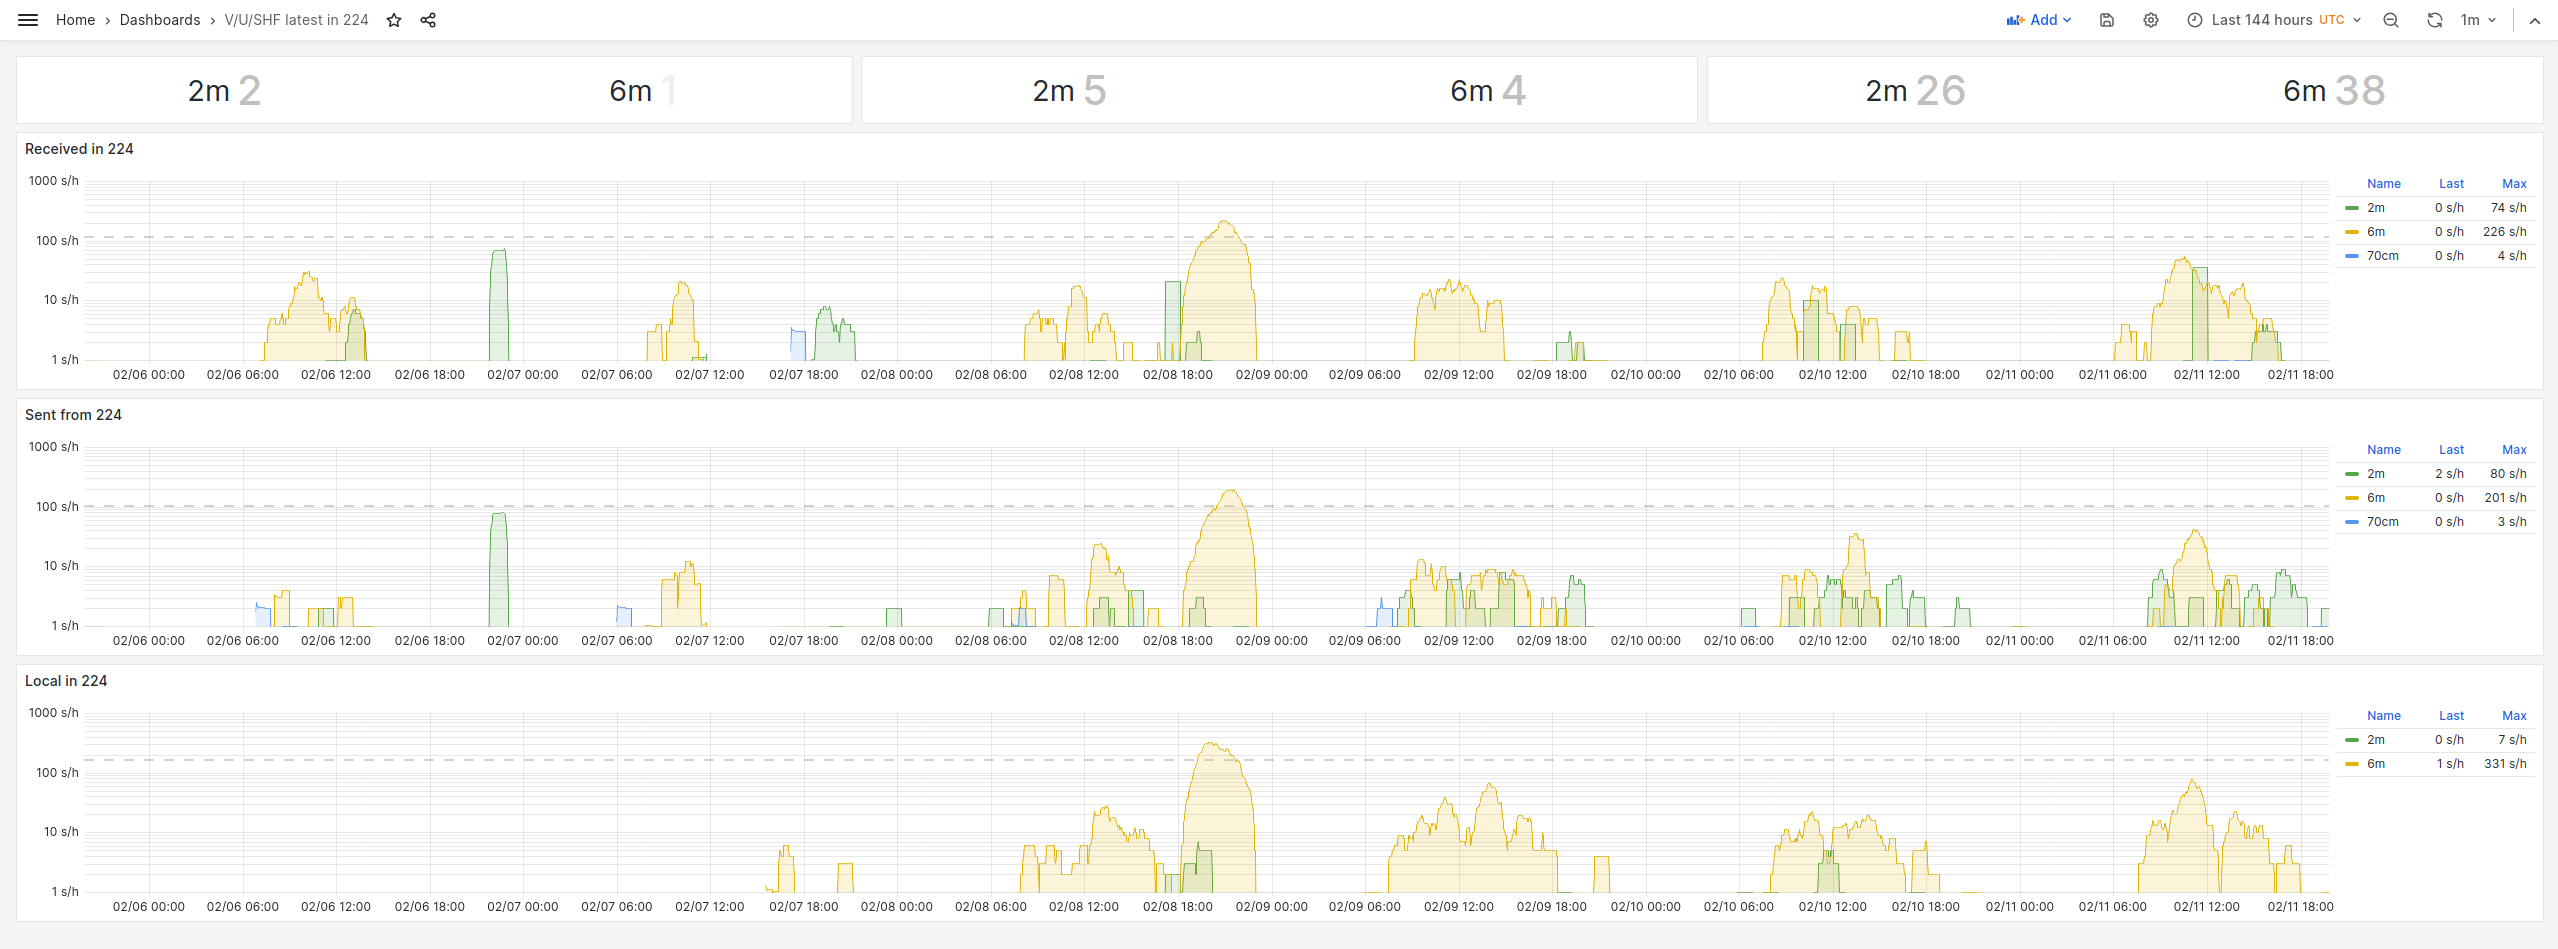 Home › Dashboards › V/U/SHF latest in 224 Add Last 144 hours UTC 1m
2m 2 6m 1 2m 5 6m 4 2m 26 6m 38
Received in 224
1000 s/h
100 s/h
10 s/h
1 s/h
02/06 00:00 02/06 06:00 02/06 12:00 02/06 18:00 02/07 00:00 02/07 06:00 02/07 12:00 02/07 18:00 02/08 00:00 02/08 06:00 02/08 12:00 02/08 18:00 02/09 00:00 02/09 06:00 02/09 12:00 02/09 18:00 02/10 00:00 02/10 06:00 02/10 12:00 02/10 18:00 02/11 00:00 02/11 06:00 02/11 12:00 02/11 18:00
Name Last Max
2m 0 s/h 74 s/h
6m 0 s/h 226 s/h
70cm 0 s/h 4 s/h
Sent from 224
1000 s/h
100 s/h
10 s/h
1 s/h
02/06 00:00 02/06 06:00 02/06 12:00 02/06 18:00 02/07 00:00 02/07 06:00 02/07 12:00 02/07 18:00 02/08 00:00 02/08 06:00 02/08 12:00 02/08 18:00 02/09 00:00 02/09 06:00 02/09 12:00 02/09 18:00 02/10 00:00 02/10 06:00 02/10 12:00 02/10 18:00 02/11 00:00 02/11 06:00 02/11 12:00 02/11 18:00
Name Last Max
2m 2 s/h 80 s/h
6m 0 s/h 201 s/h
70cm 0 s/h 3 s/h
Local in 224
1000 s/h
100 s/h
10 s/h
1 s/h
02/06 00:00 02/06 06:00 02/06 12:00 02/06 18:00 02/07 00:00 02/07 06:00 02/07 12:00 02/07 18:00 02/08 00:00 02/08 06:00 02/08 12:00 02/08 18:00 02/09 00:00 02/09 06:00 02/09 12:00 02/09 18:00 02/10 00:00 02/10 06:00 02/10 12:00 02/10 18:00 02/11 00:00 02/11 06:00 02/11 12:00 02/11 18:00
Name Last Max
2m 0 s/h 7 s/h
6m 1 s/h 331 s/h